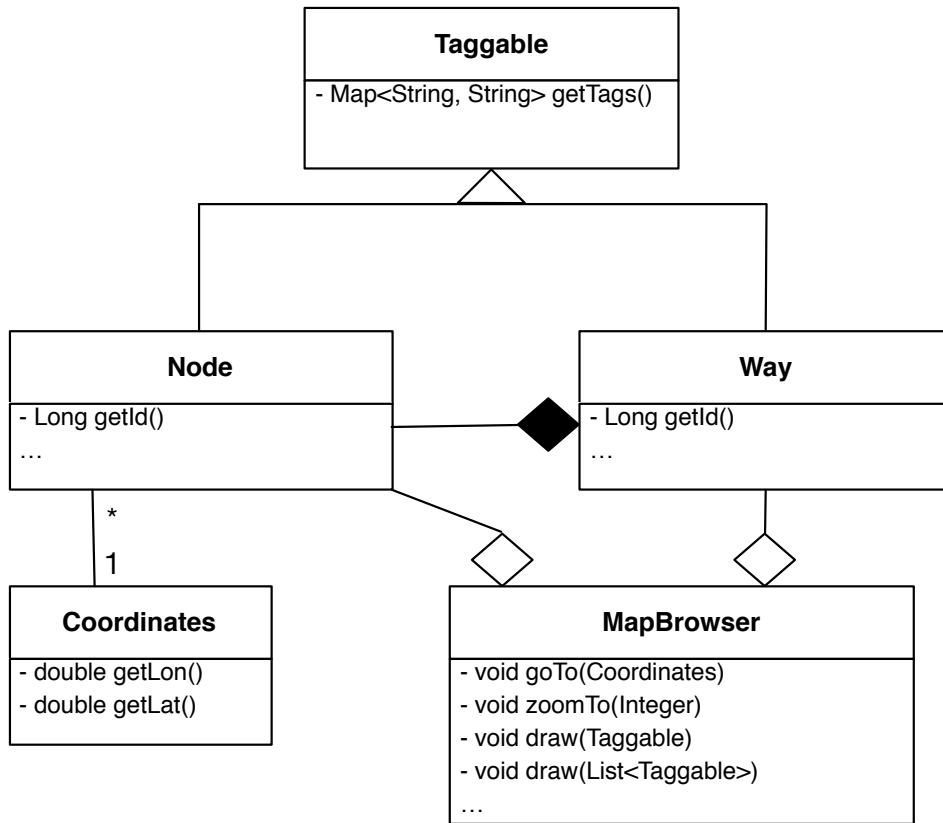 Taggable
- Map<String, String> getTags()
Node
- Long getId()
…
Way
- Long getId()
…
*
1
Coordinates
- double getLon()
- double getLat()
MapBrowser
- void goTo(Coordinates)
- void zoomTo(Integer)
- void draw(Taggable)
- void draw(List<Taggable>)
…